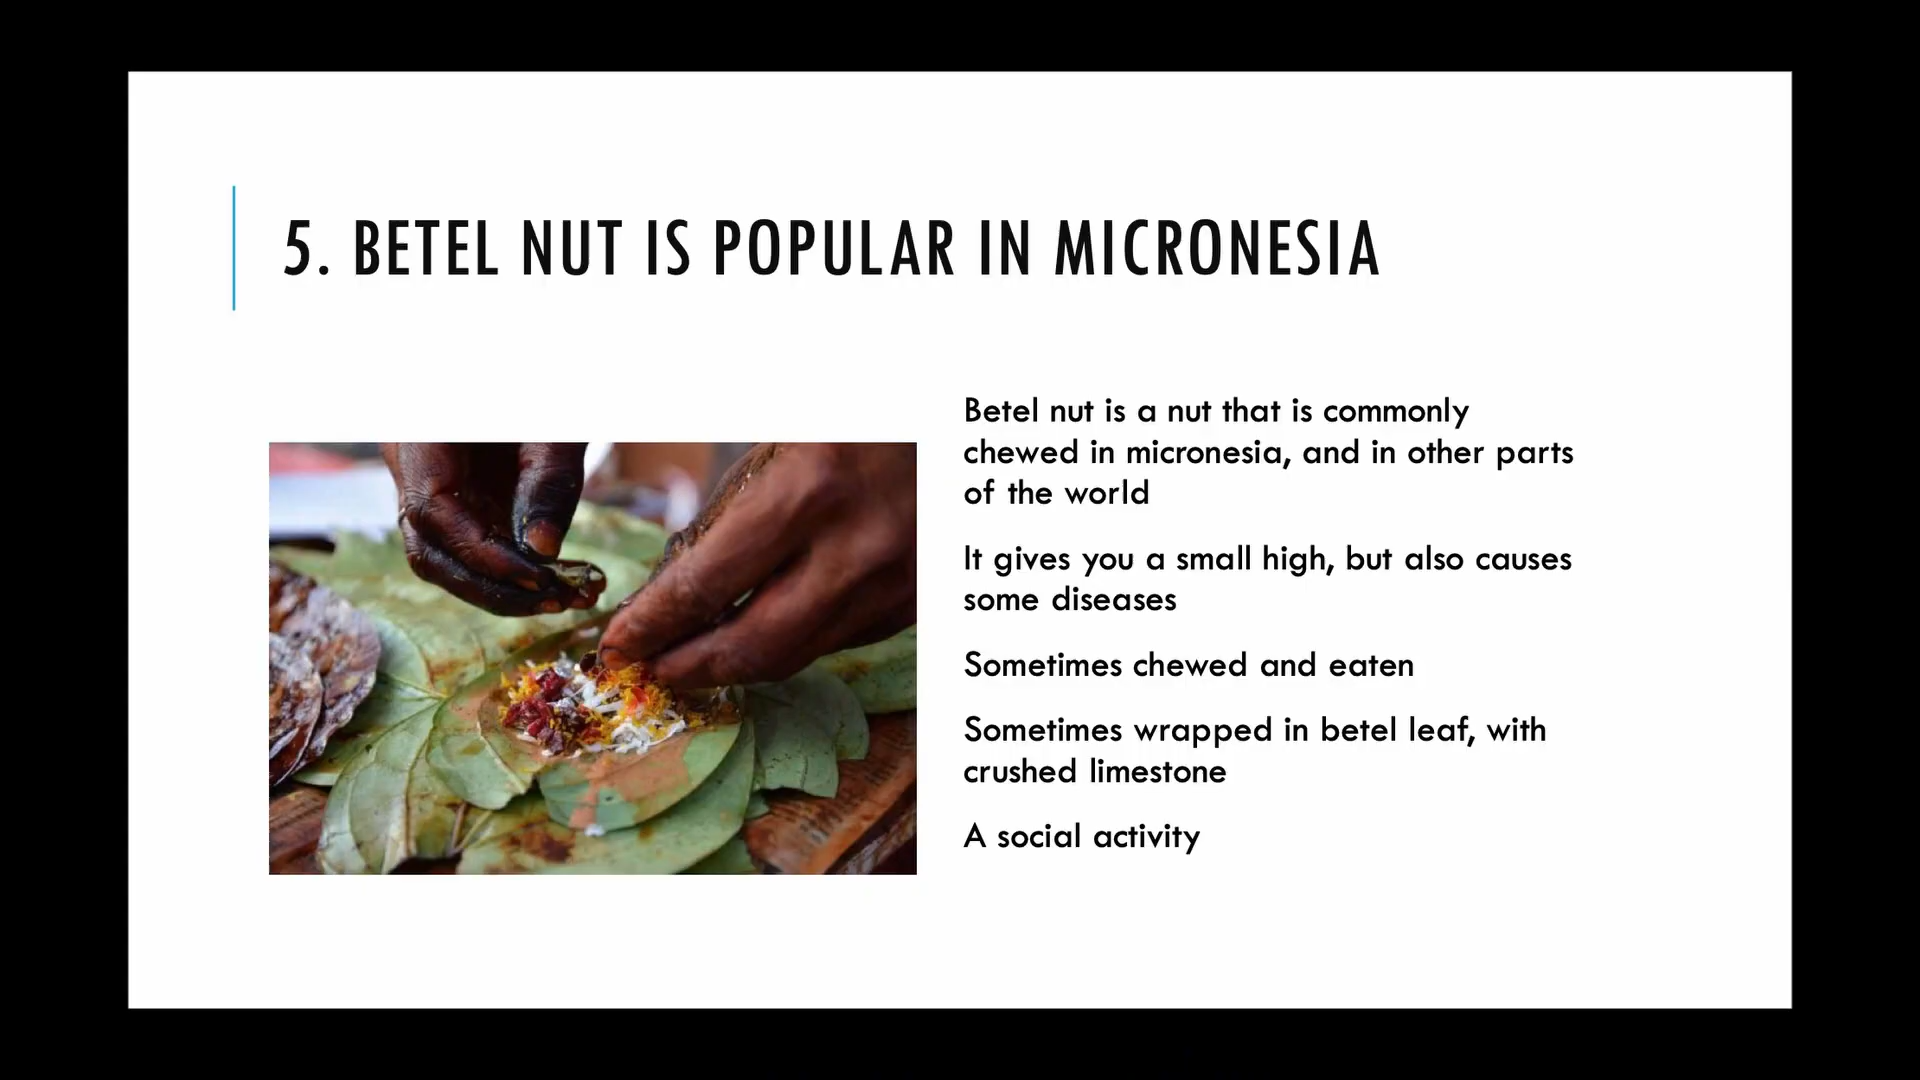 5. BETEL NUT IS POPULAR IN MICRONESIA
Betel nut is a nut that is commonly
chewed in micronesia, and in other parts
of the world
It gives you a small high, but also causes
some diseases
Sometimes chewed and eaten
Sometimes wrapped in betel leaf, with
crushed limestone
A social activity